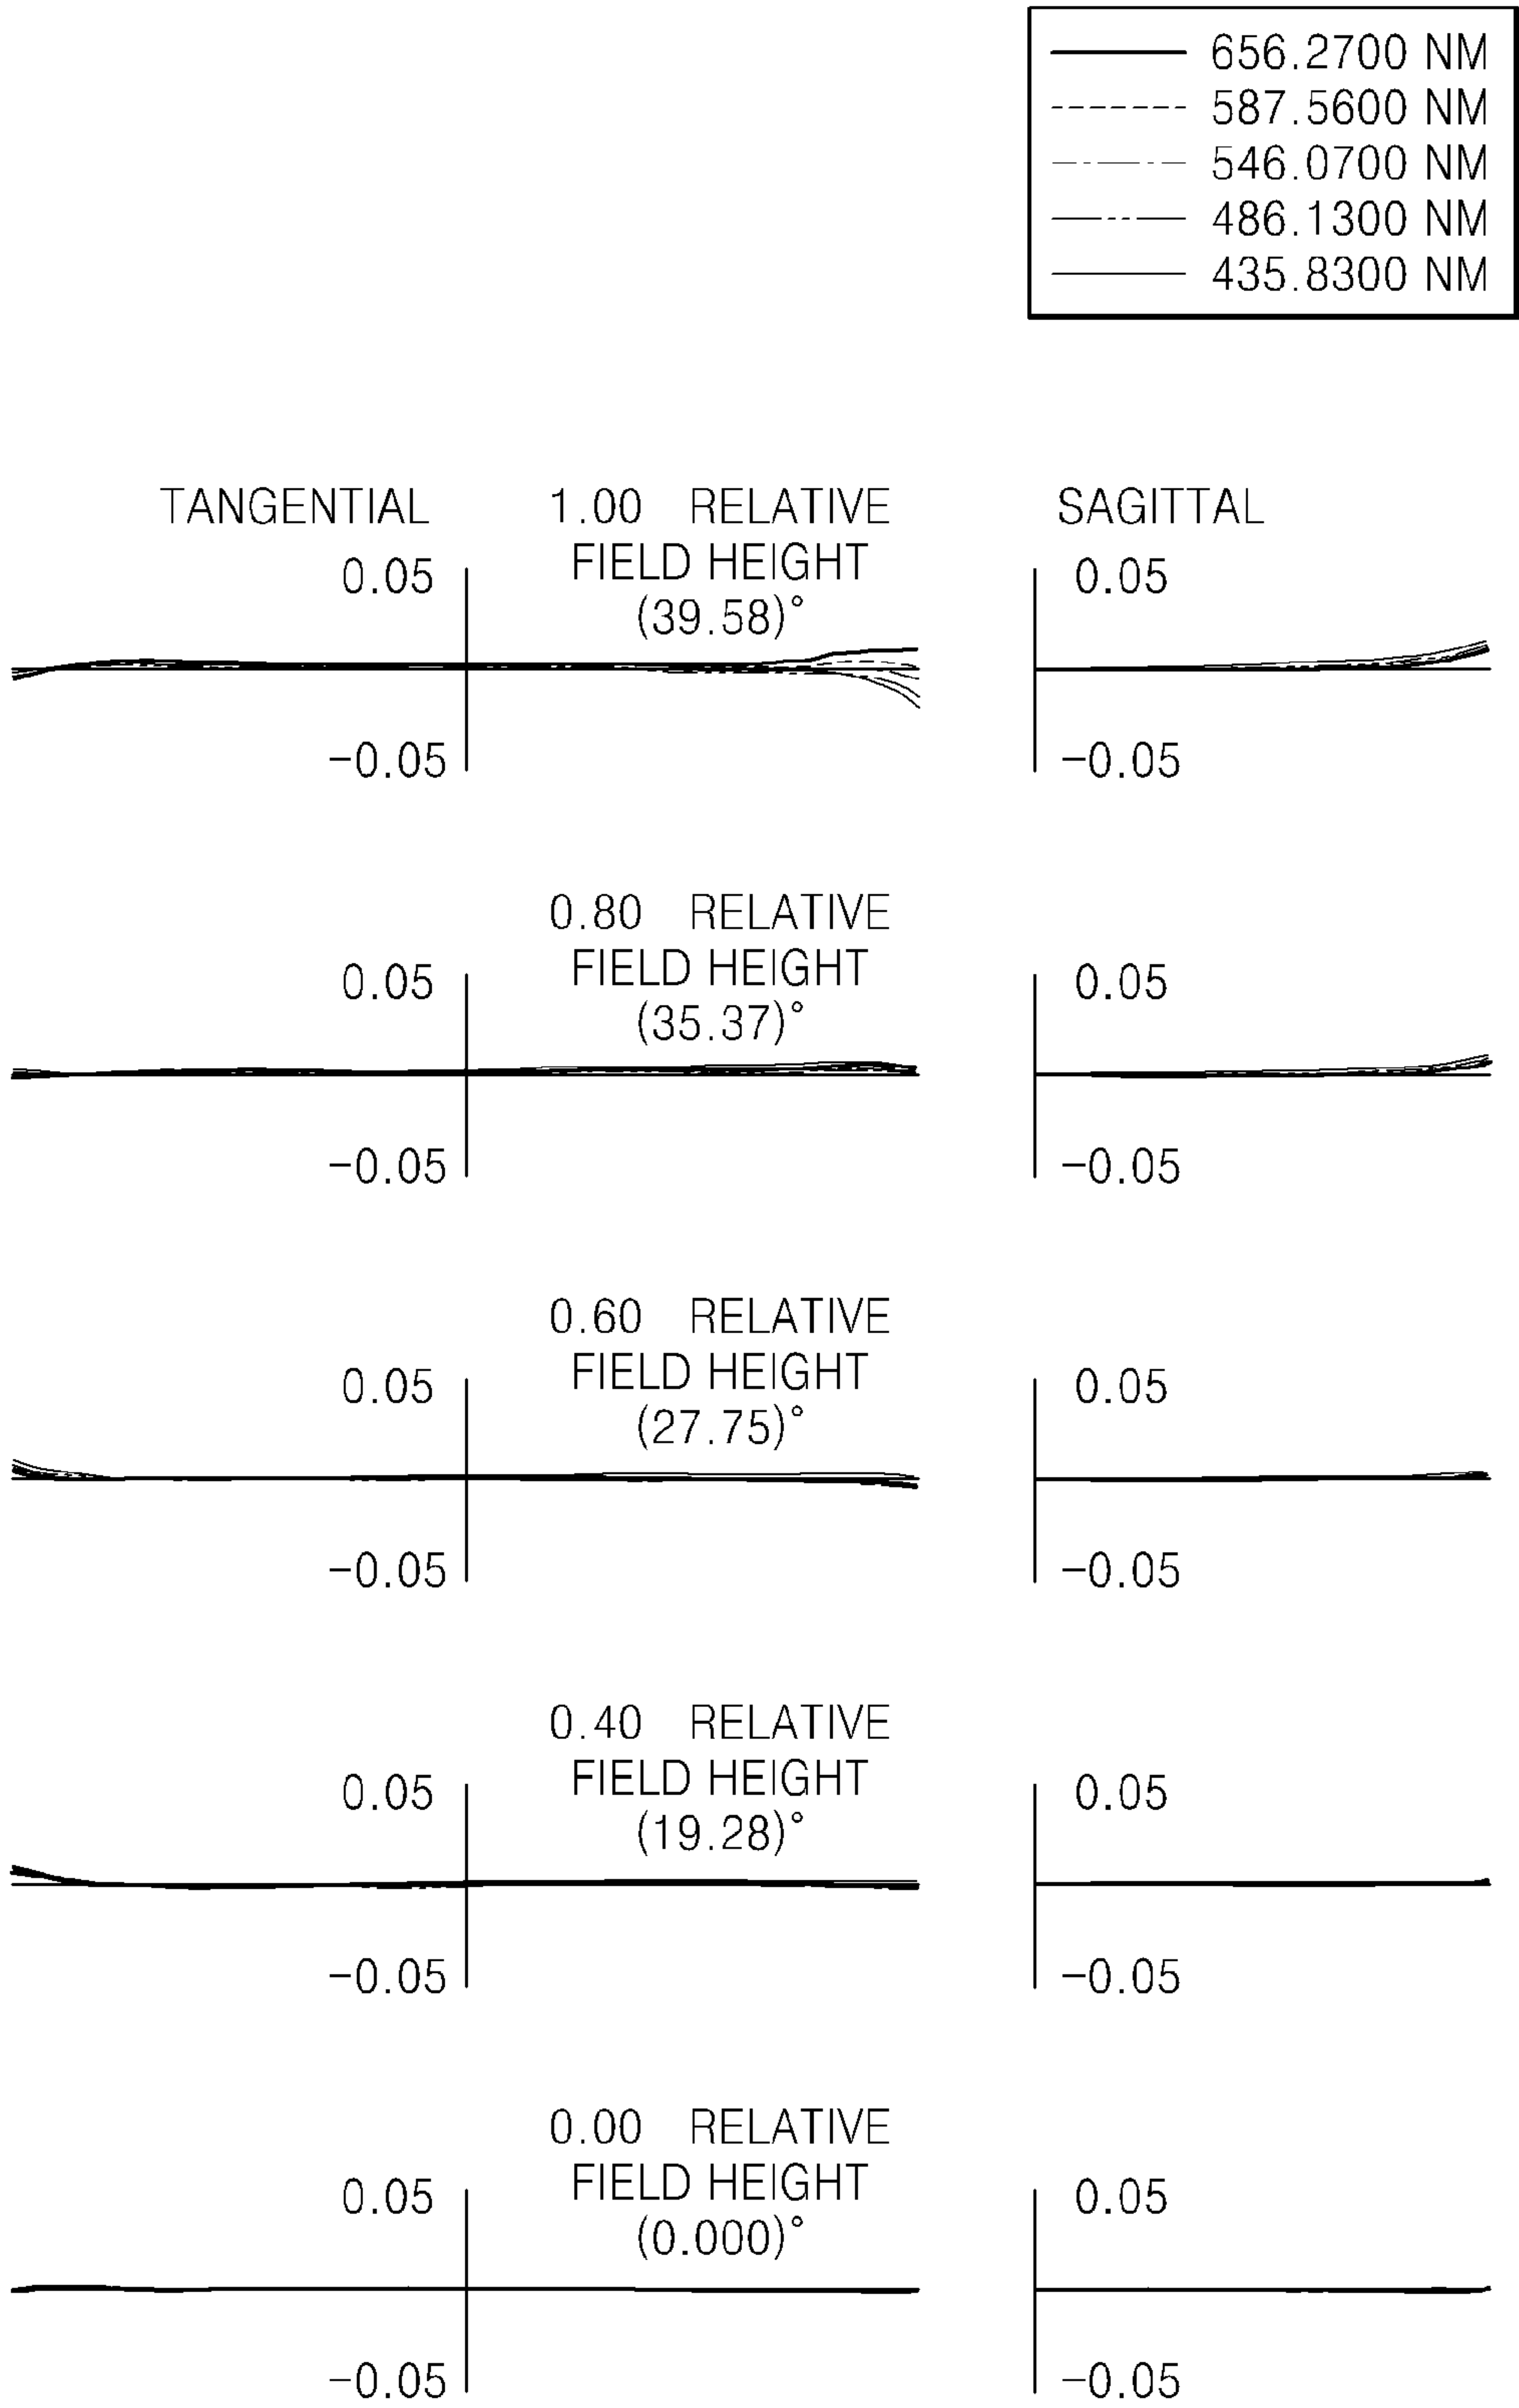 656.2700 NM
587.5600 NM
546.0700 NM
486.1300 NM
435.8300 NM
TANGENTIAL 1.00 RELATIVE SAGITTAL
FIELD HEIGHT
0.05 (39.58)° 0.05
-0.05 -0.05
0.80 RELATIVE
FIELD HEIGHT
0.05 (35.37)° 0.05
-0.05 -0.05
0.60 RELATIVE
FIELD HEIGHT
0.05 (27.75)° 0.05
-0.05 -0.05
0.40 RELATIVE
FIELD HEIGHT
0.05 (19.28)° 0.05
-0.05 -0.05
0.00 RELATIVE
FIELD HEIGHT
0.05 (0.000)° 0.05
-0.05 -0.05